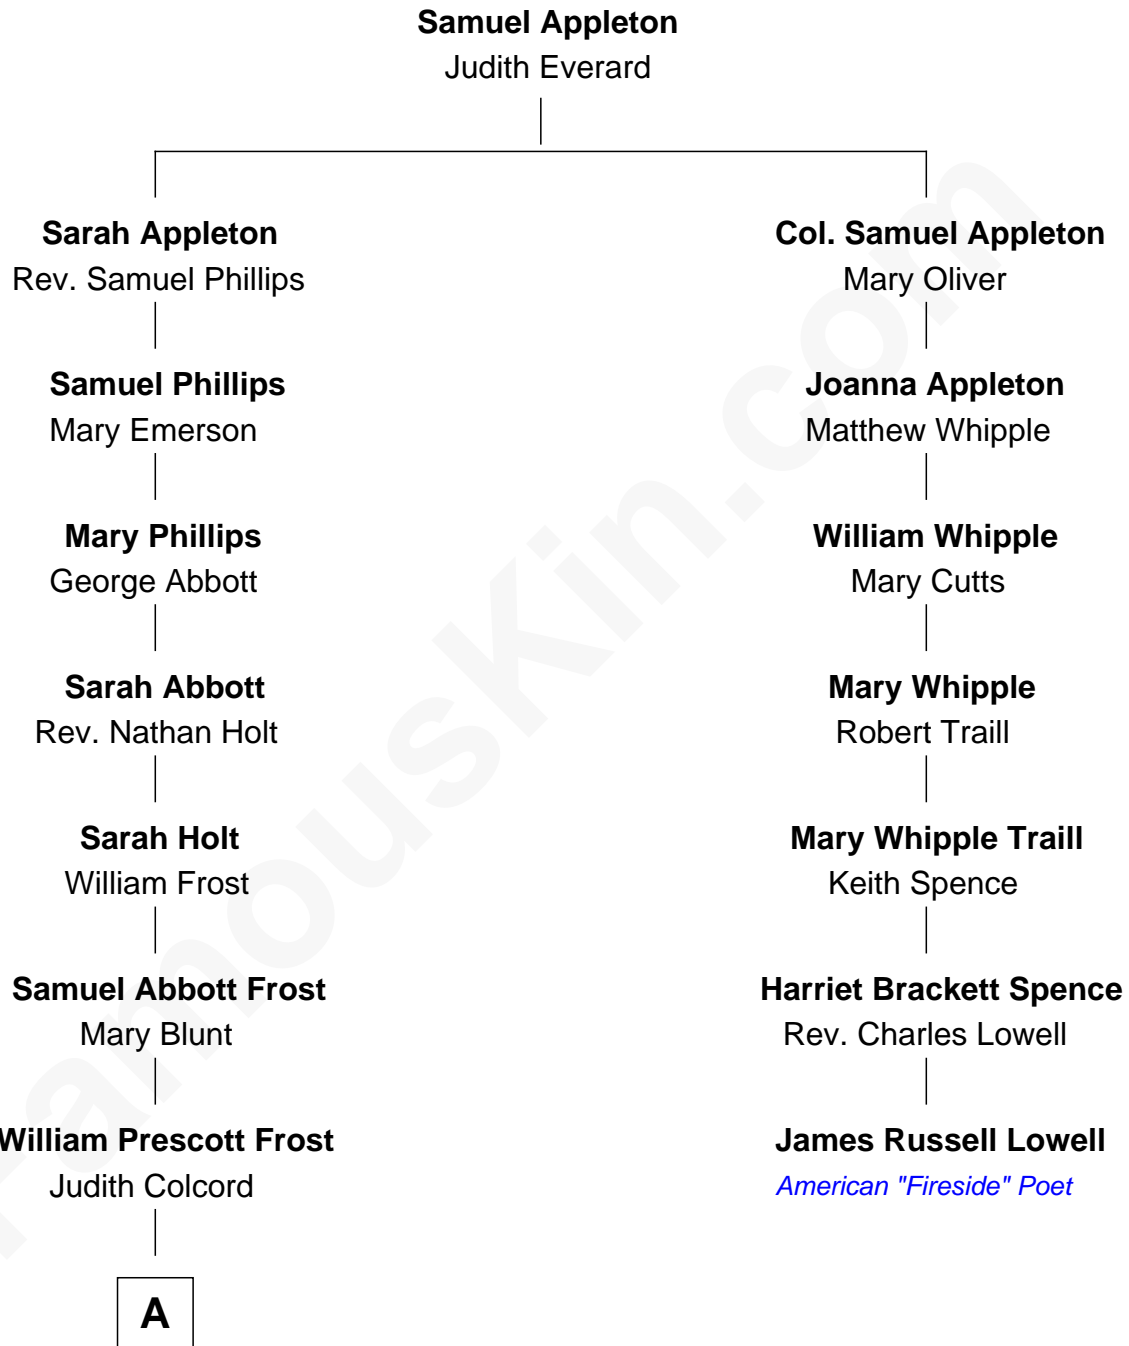 Samuel Appleton
Judith Everard
Sarah Appleton
Rev. Samuel Phillips
Col. Samuel Appleton
Mary Oliver
Samuel Phillips
Mary Emerson
Joanna Appleton
Matthew Whipple
Mary Phillips
George Abbott
William Whipple
Mary Cutts
Sarah Abbott
Rev. Nathan Holt
Mary Whipple
Robert Traill
Sarah Holt
William Frost
Mary Whipple Traill
Keith Spence
Samuel Abbott Frost
Mary Blunt
Harriet Brackett Spence
Rev. Charles Lowell
William Prescott Frost
Judith Colcord
James Russell Lowell
American "Fireside" Poet
A
FamousKin.com